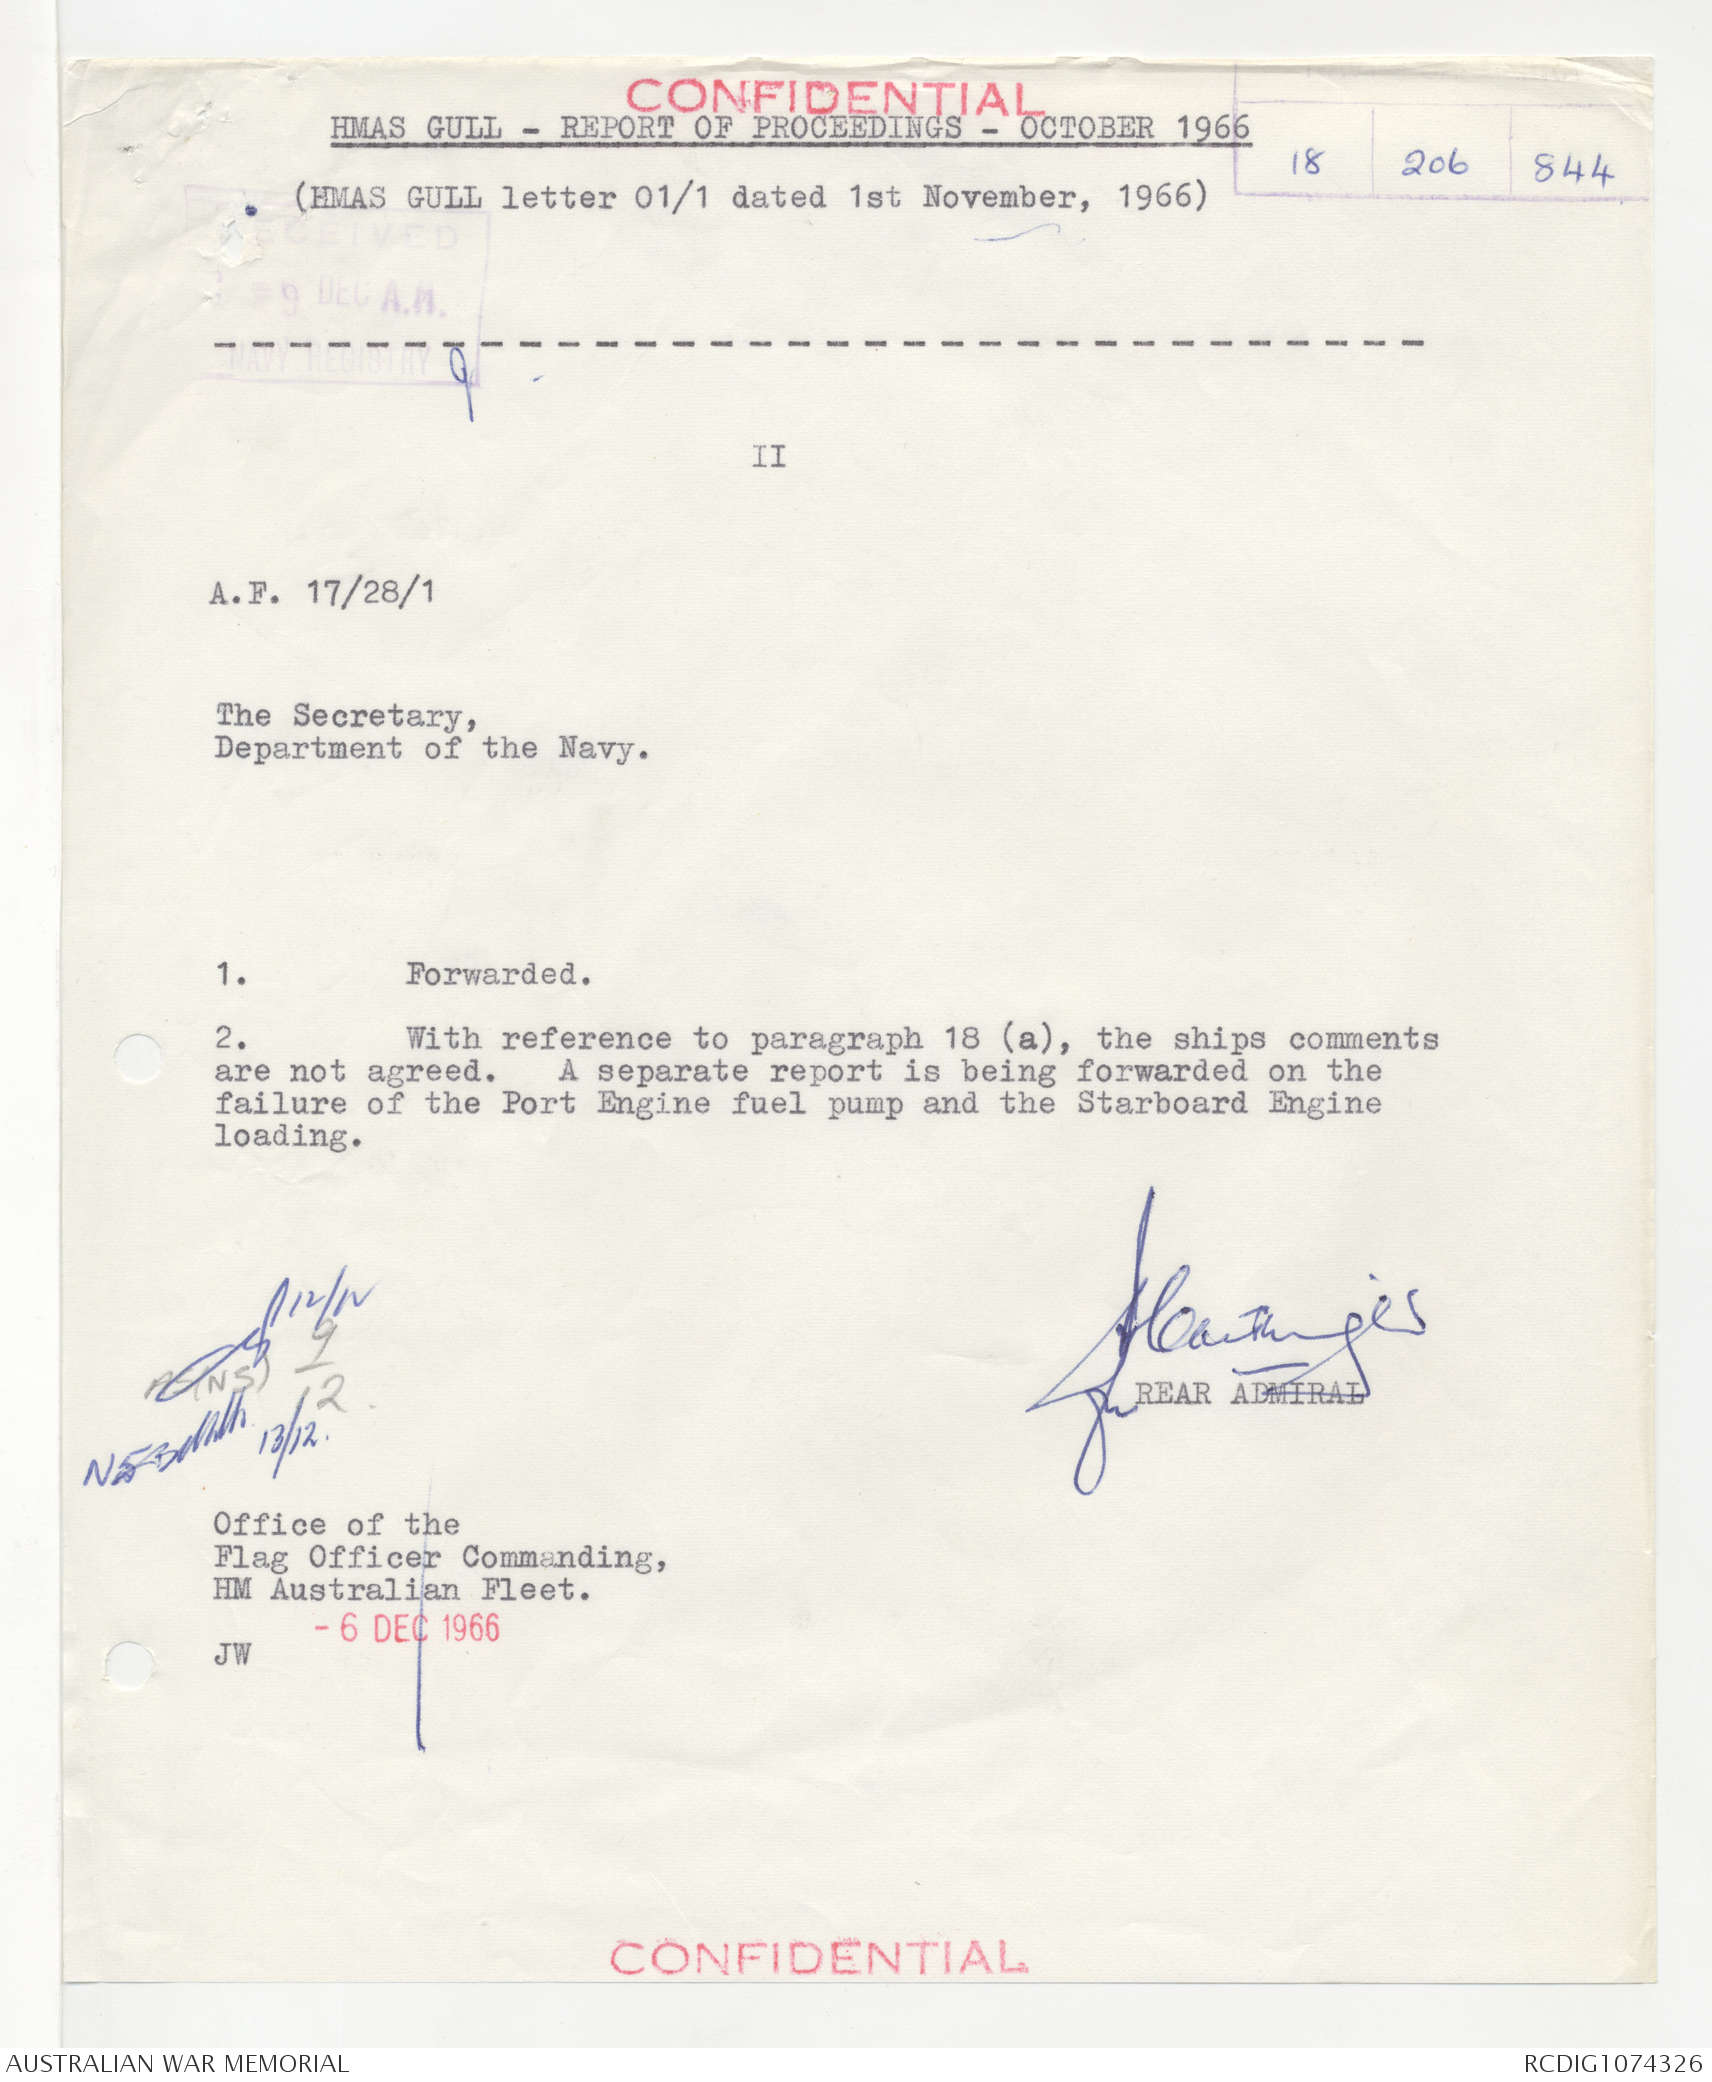 CONFIDENTIAL
HMAS GULL - REPORT OF PROCEEDINGS - OCTOBER 1966
18 206 844
(HMAS GULL letter 01/1 dated 1st November, 1966)
RECEIVED
- 9 DEC A.M.
NAVY REGISTRY
II
A.F. 17/28/1
The Secretary,
Department of the Navy.
1. Forwarded.
2. With reference to paragraph 18 (a), the ships comments
are not agreed. A separate report is being forwarded on the
failure of the Port Engine fuel pump and the Starboard Engine
loading.
12/12
(NS) 9/12
13/12.
REAR ADMIRAL
Office of the
Flag Officer Commanding,
HM Australian Fleet.
- 6 DEC 1966
JW
CONFIDENTIAL
AUSTRALIAN WAR MEMORIAL
RCDIG1074326